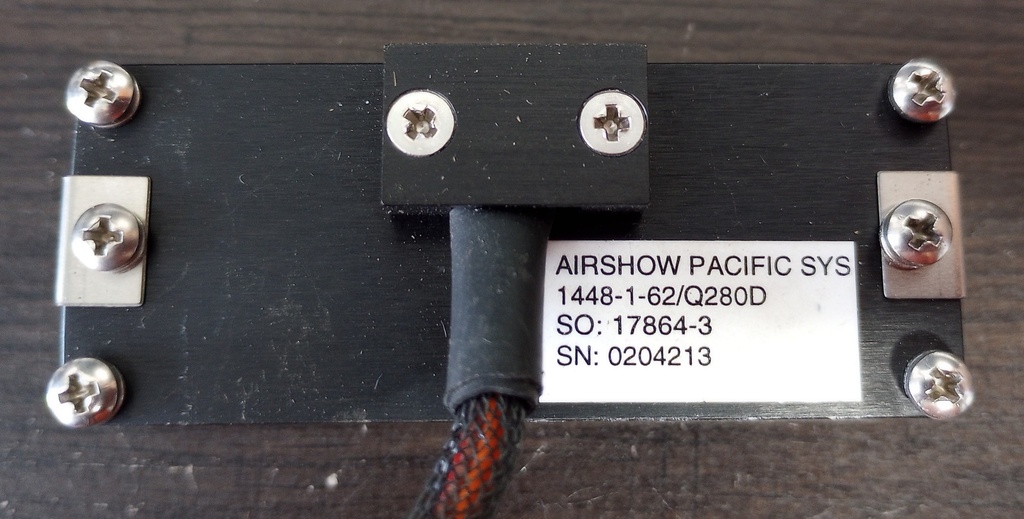 AIRSHOW PACIFIC SYS
1448-1-62/Q280D
SO: 17864-3
SN: 0204213